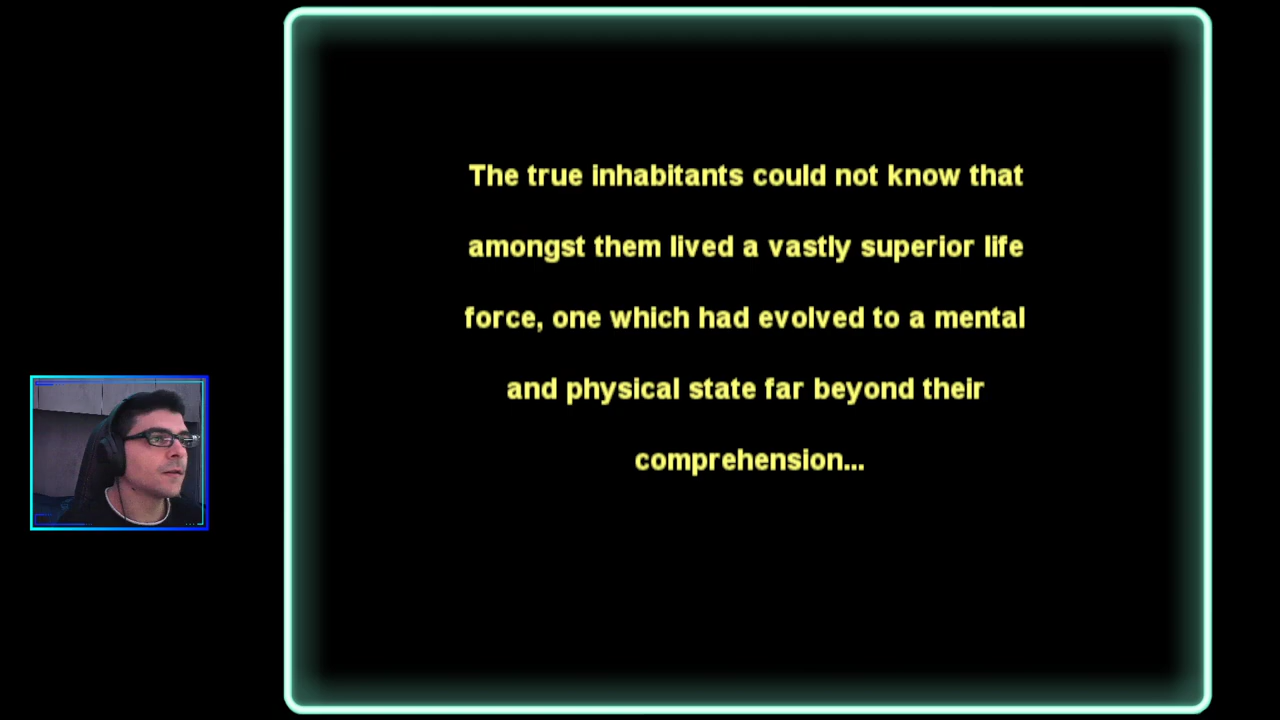 The true inhabitants could not know that
amongst them lived a vastly superior life
force, one which had evolved to a mental
and physical state far beyond their
comprehension...